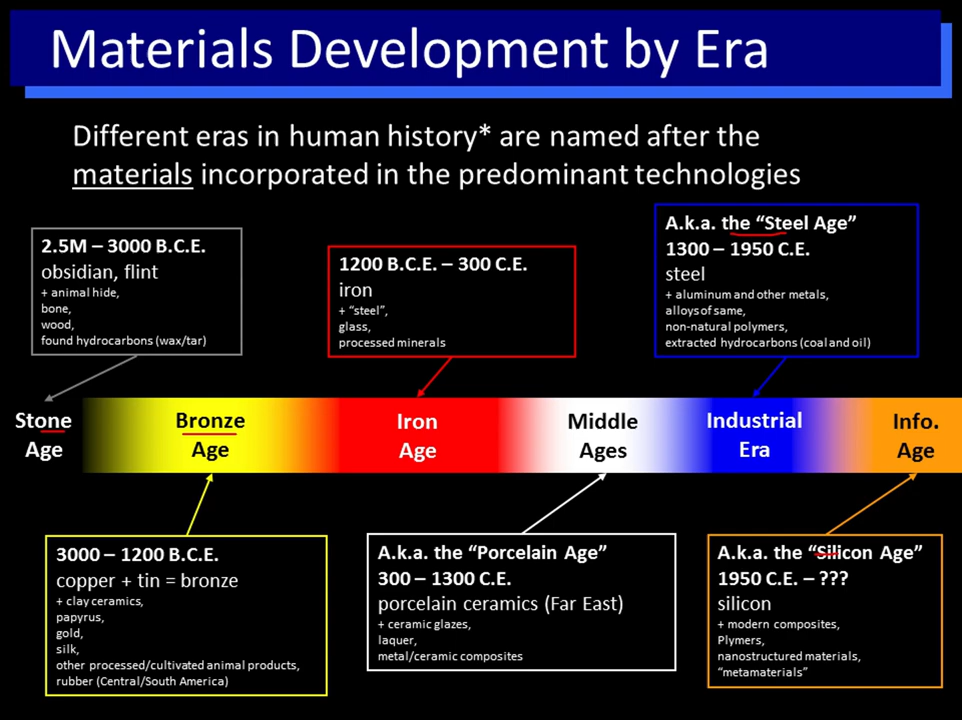 Materials Development by Era
Different eras in human history* are named after the
materials incorporated in the predominant technologies
2.5M – 3000 B.C.E.
obsidian, flint
+ animal hide,
bone,
wood,
found hydrocarbons (wax/tar)
1200 B.C.E. – 300 C.E.
iron
+ “steel”,
glass,
processed minerals
A.k.a. the “Steel Age”
1300 – 1950 C.E.
steel
+ aluminum and other metals,
alloys of same,
non-natural polymers,
extracted hydrocarbons (coal and oil)
Stone
Age
Bronze
Age
Iron
Age
Middle
Ages
Industrial
Era
Info.
Age
3000 – 1200 B.C.E.
copper + tin = bronze
+ clay ceramics,
papyrus,
gold,
silk,
other processed/cultivated animal products,
rubber (Central/South America)
A.k.a. the “Porcelain Age”
300 – 1300 C.E.
porcelain ceramics (Far East)
+ ceramic glazes,
laquer,
metal/ceramic composites
A.k.a. the “Silicon Age”
1950 C.E. – ???
silicon
+ modern composites,
Plymers,
nanostructured materials,
“metamaterials”